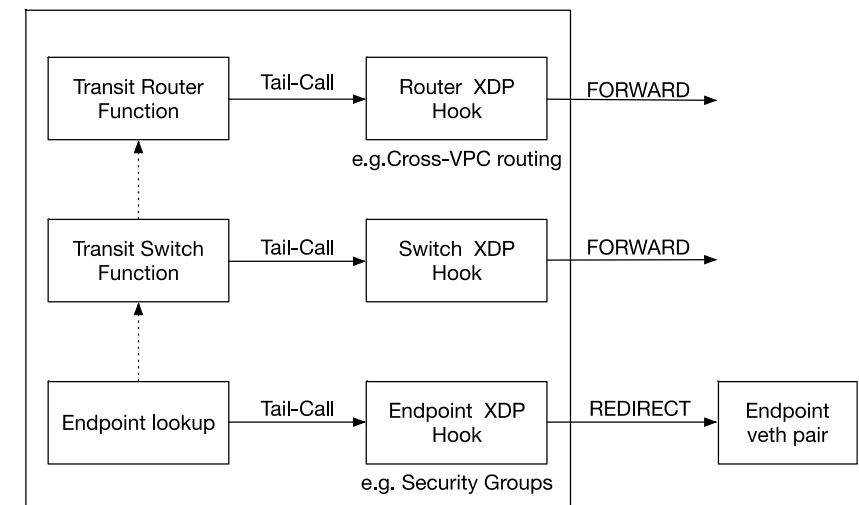 Transit Router
Function
Tail-Call
Router XDP
Hook
FORWARD
e.g.Cross-VPC routing
Transit Switch
Function
Tail-Call
Switch XDP
Hook
FORWARD
Endpoint lookup
Tail-Call
Endpoint XDP
Hook
REDIRECT
Endpoint
veth pair
e.g. Security Groups